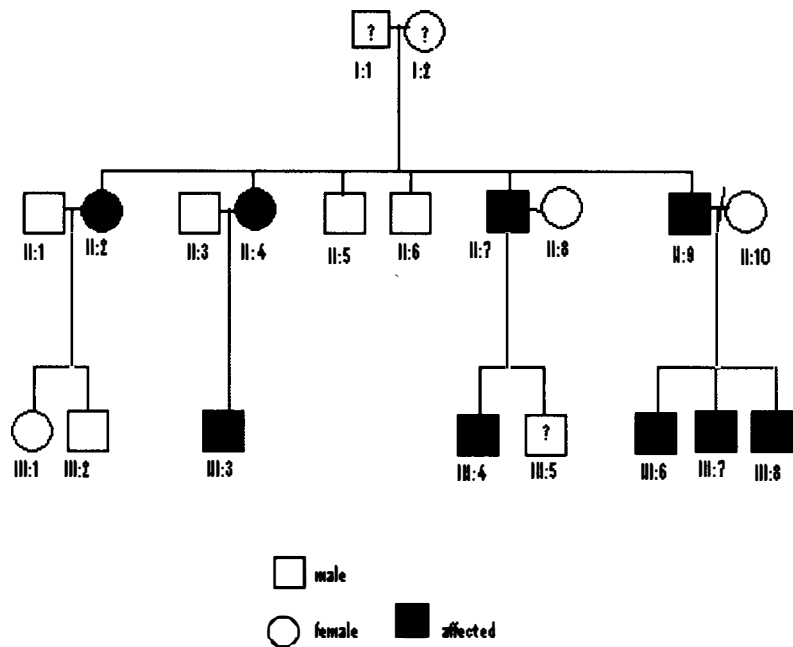 ? ?
I:1 I:2
II:1 II:2 II:3 II:4 II:5 II:6 II:7 II:8 II:9 II:10
?
III:1 III:2 III:3 III:4 III:5 III:6 III:7 III:8
male
female affected